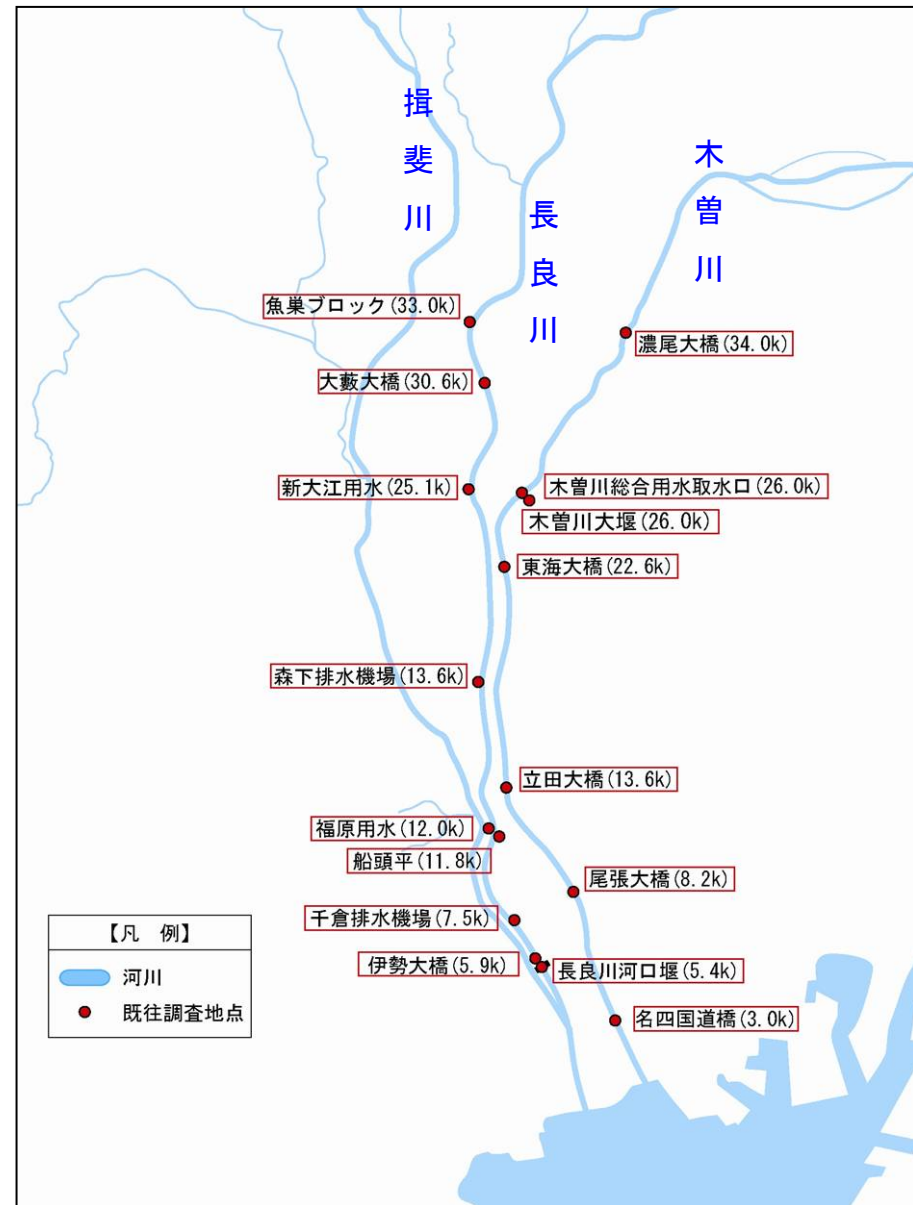 揖斐川
長良川
木曽川
魚巣ブロック(33.0k)
濃尾大橋(34.0k)
大藪大橋(30.6k)
新大江用水(25.1k)
木曽川総合用水取水口(26.0k)
木曽川大堰(26.0k)
東海大橋(22.6k)
森下排水機場(13.6k)
立田大橋(13.6k)
福原用水(12.0k)
船頭平(11.8k)
尾張大橋(8.2k)
千倉排水機場(7.5k)
伊勢大橋(5.9k)
長良川河口堰(5.4k)
名四国道橋(3.0k)
【凡 例】
河川
既往調査地点